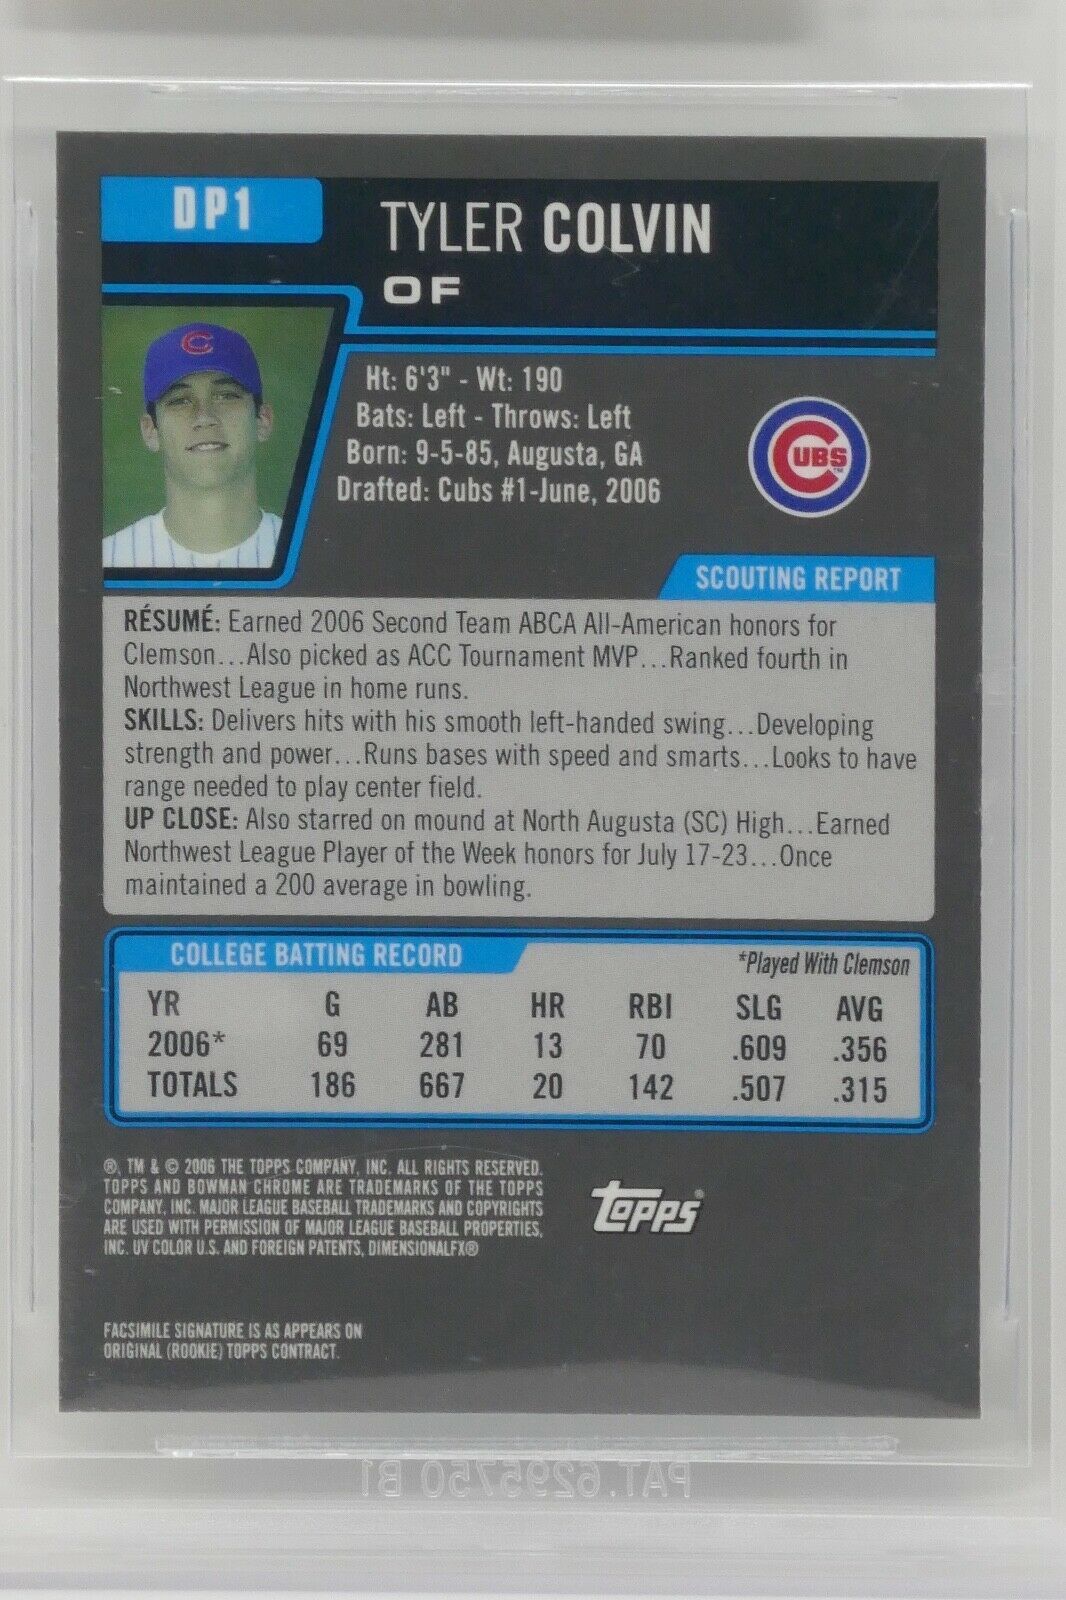 DP1
TYLER COLVIN
OF
C
Ht: 6'3" - Wt: 190
Bats: Left - Throws: Left
Born: 9-5-85, Augusta, GA
Drafted: Cubs #1-June, 2006
CUBS
TM
SCOUTING REPORT
RÉSUMÉ: Earned 2006 Second Team ABCA All-American honors for
Clemson...Also picked as ACC Tournament MVP...Ranked fourth in
Northwest League in home runs.
SKILLS: Delivers hits with his smooth left-handed swing...Developing
strength and power...Runs bases with speed and smarts...Looks to have
range needed to play center field.
UP CLOSE: Also starred on mound at North Augusta (SC) High...Earned
Northwest League Player of the Week honors for July 17-23...Once
maintained a 200 average in bowling.
COLLEGE BATTING RECORD
*Played With Clemson
YR G AB HR RBI SLG AVG
2006* 69 281 13 70 .609 .356
TOTALS 186 667 20 142 .507 .315
®, TM & © 2006 THE TOPPS COMPANY, INC. ALL RIGHTS RESERVED.
TOPPS AND BOWMAN CHROME ARE TRADEMARKS OF THE TOPPS
COMPANY, INC. MAJOR LEAGUE BASEBALL TRADEMARKS AND COPYRIGHTS
ARE USED WITH PERMISSION OF MAJOR LEAGUE BASEBALL PROPERTIES,
INC. UV COLOR U.S. AND FOREIGN PATENTS, DIMENSIONALFX®
Topps®
FACSIMILE SIGNATURE IS AS APPEARS ON
ORIGINAL (ROOKIE) TOPPS CONTRACT.
PAT.6295750 B1